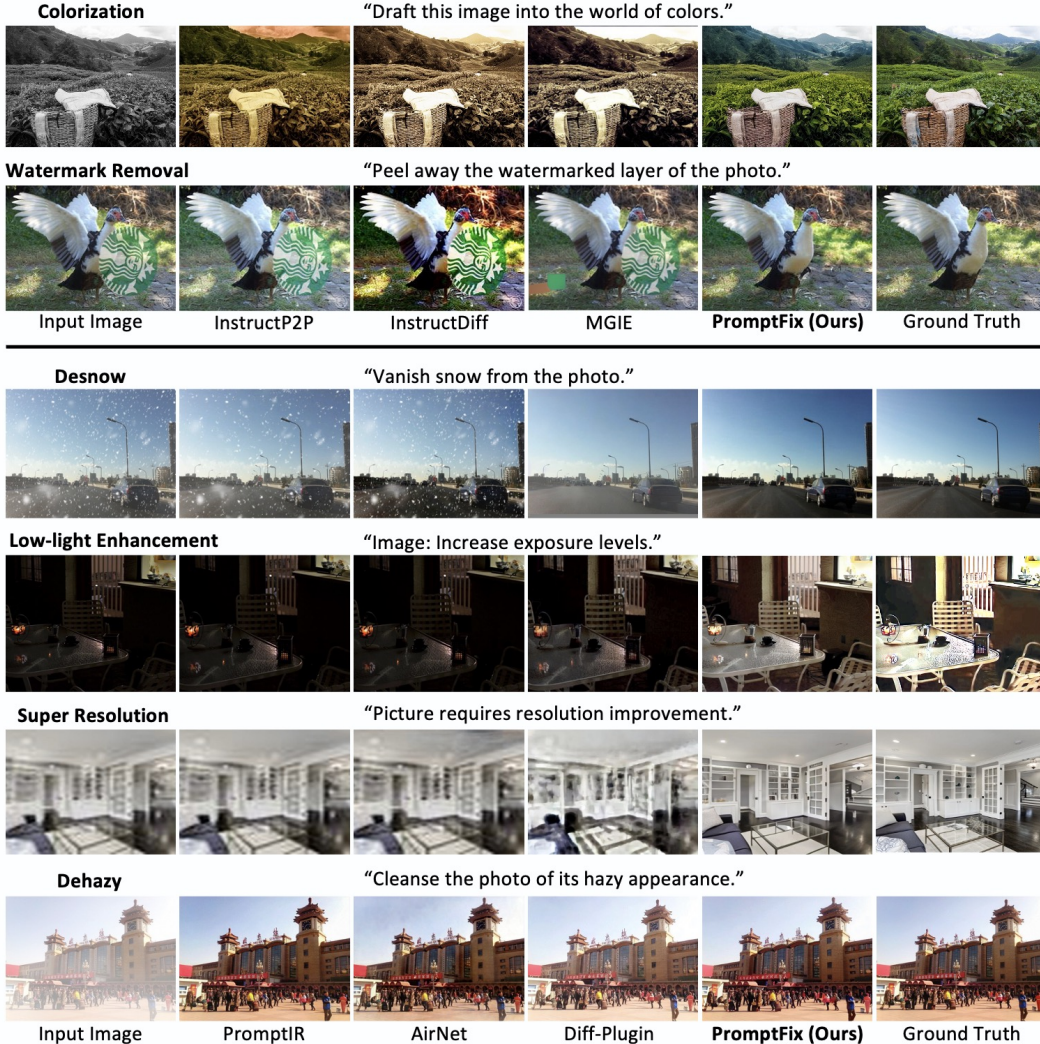 Colorization
“Draft this image into the world of colors.”
Watermark Removal
“Peel away the watermarked layer of the photo.”
Input Image
InstructP2P
InstructDiff
MGIE
PromptFix (Ours)
Ground Truth
Desnow
“Vanish snow from the photo.”
Low-light Enhancement
“Image: Increase exposure levels.”
Super Resolution
“Picture requires resolution improvement.”
Dehazy
“Cleanse the photo of its hazy appearance.”
Input Image
PromptIR
AirNet
Diff-Plugin
PromptFix (Ours)
Ground Truth